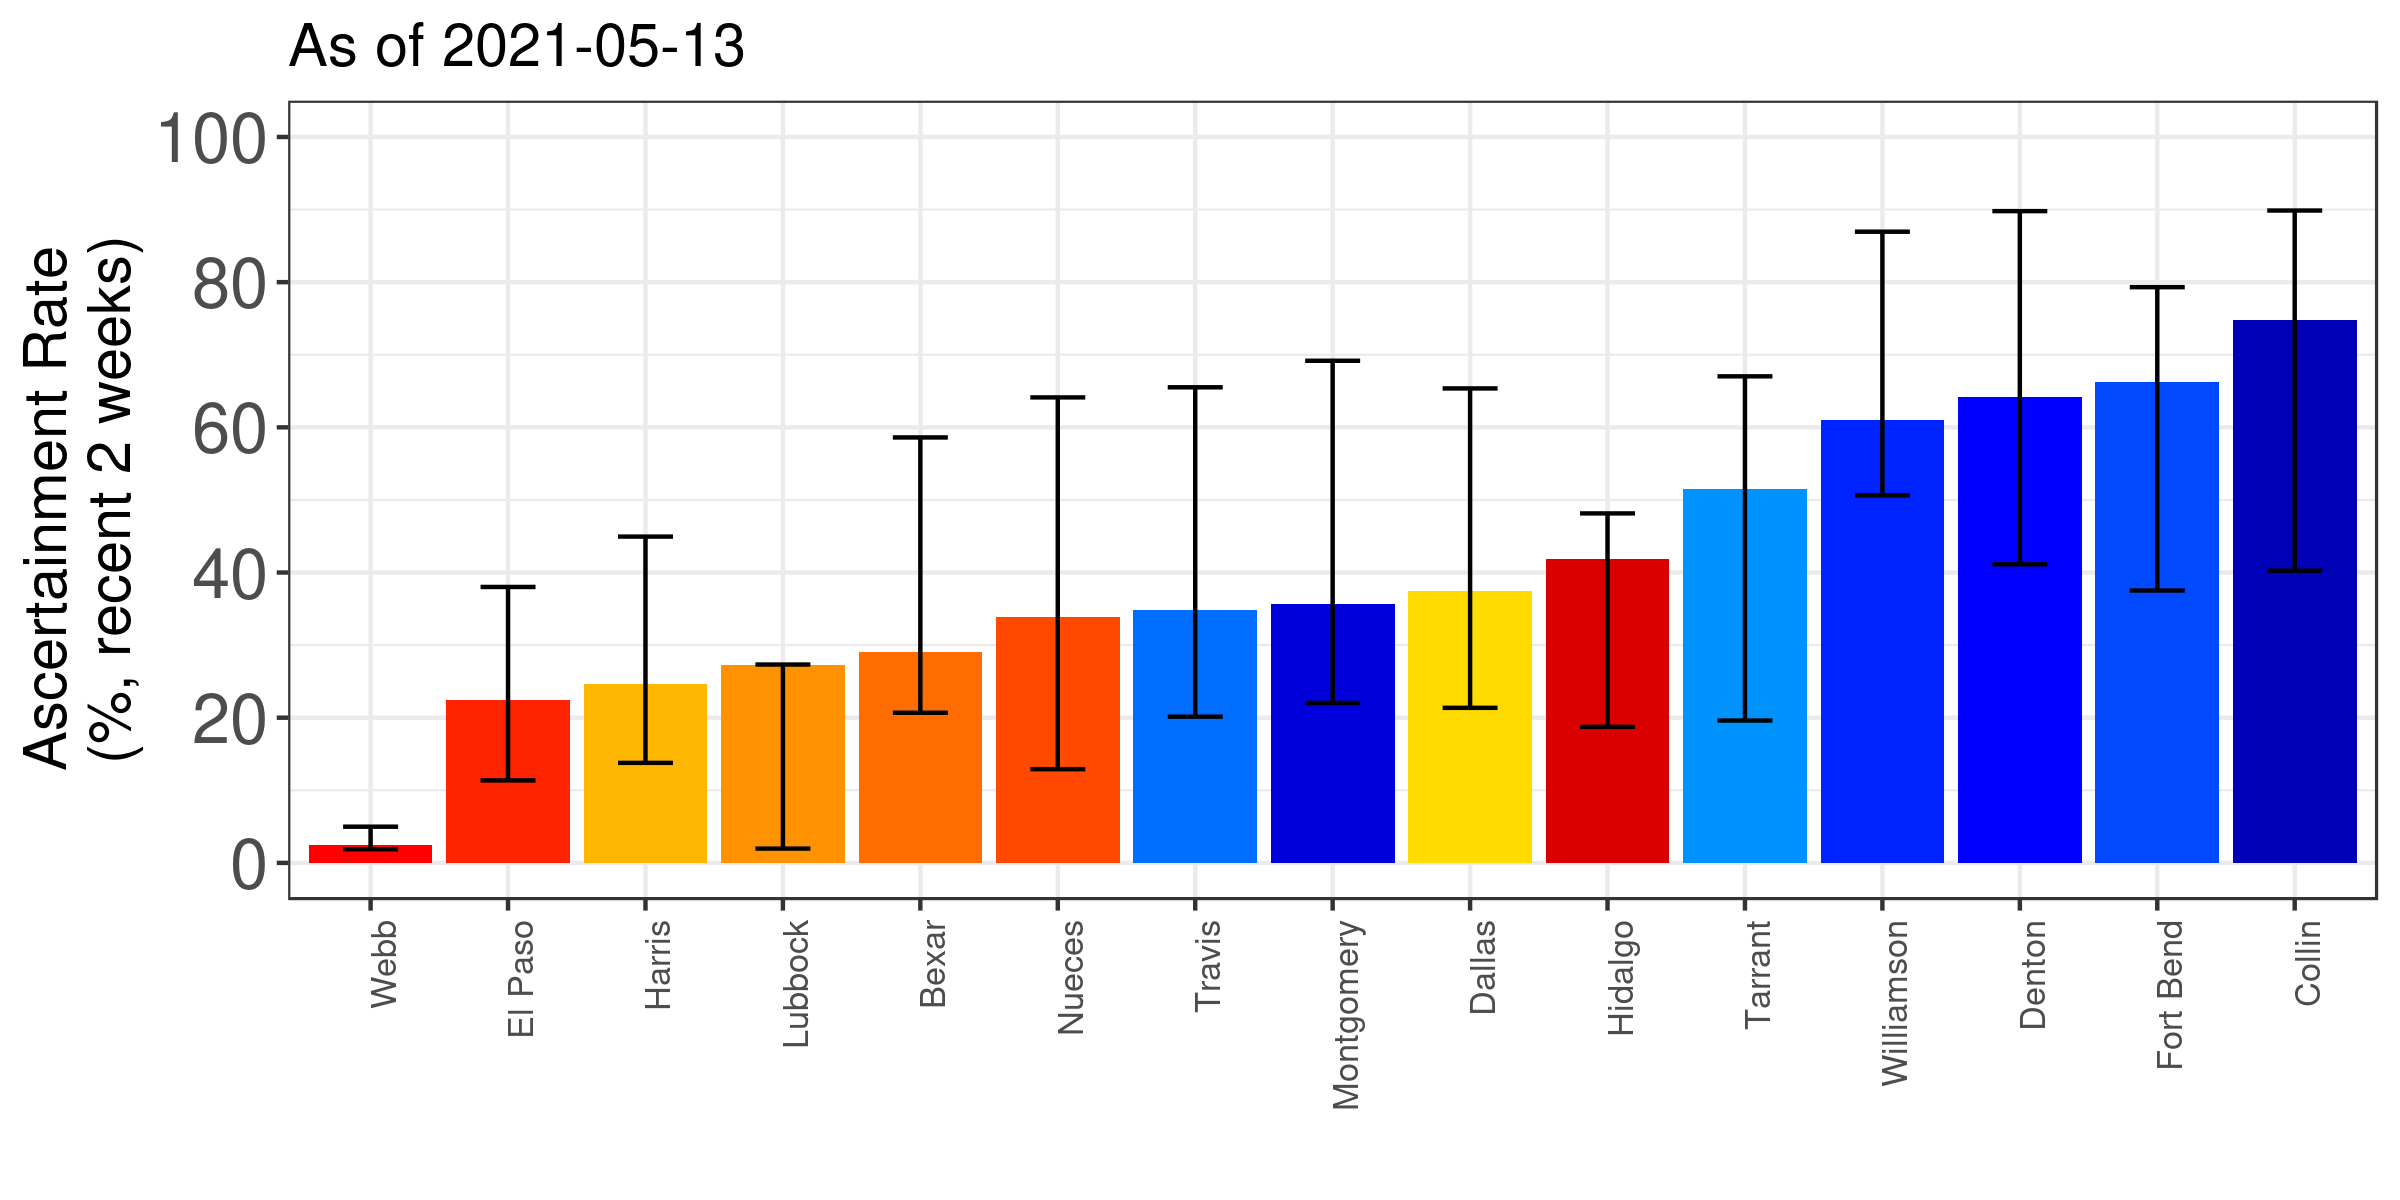 As of 2021-05-13
Ascertainment Rate
(%, recent 2 weeks)
100
80
60
40
20
0
Webb
El Paso
Harris
Lubbock
Bexar
Nueces
Travis
Montgomery
Dallas
Hidalgo
Tarrant
Williamson
Denton
Fort Bend
Collin